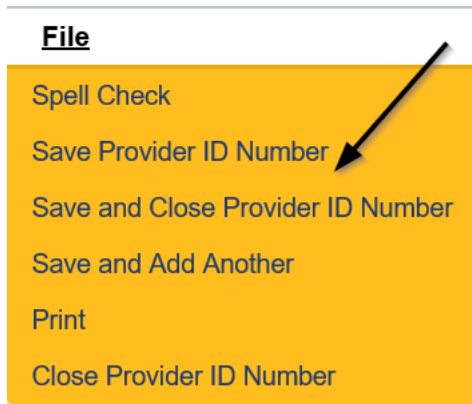 File
Spell Check
Save Provider ID Number
Save and Close Provider ID Number
Save and Add Another
Print
Close Provider ID Number